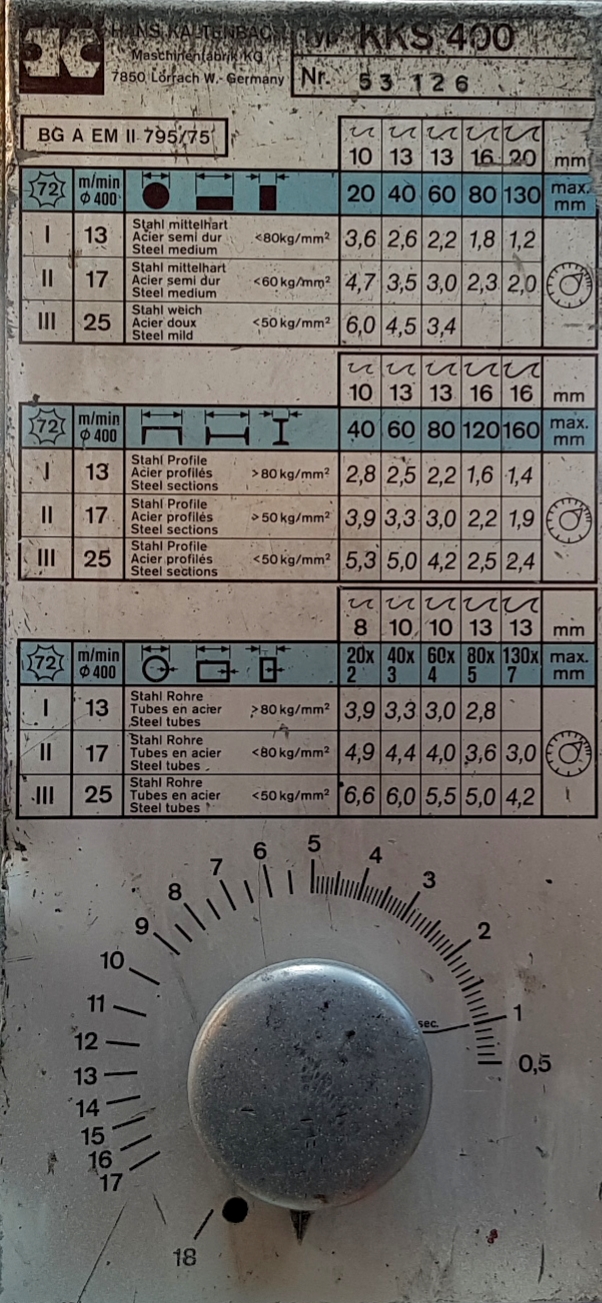 HANS KALTENBACH
Maschinenfabrik KG
7850 Lörrach W.- Germany
Typ KKS 400
Nr. 53126
BG A EM II 795/75
10 13 13 16 20 mm
72 m/min ϕ 400 20 40 60 80 130 max. mm
I 13 Stahl mittelhart Acier semi dur Steel medium <80kg/mm² 3,6 2,6 2,2 1,8 1,2
II 17 Stahl mittelhart Acier semi dur Steel medium <60kg/mm² 4,7 3,5 3,0 2,3 2,0
III 25 Stahl weich Acier doux Steel mild <50kg/mm² 6,0 4,5 3,4
10 13 13 16 16 mm
72 m/min ϕ 400 40 60 80 120 160 max. mm
I 13 Stahl Profile Acier profilés Steel sections >80kg/mm² 2,8 2,5 2,2 1,6 1,4
II 17 Stahl Profile Acier profilés Steel sections >50kg/mm² 3,9 3,3 3,0 2,2 1,9
III 25 Stahl Profile Acier profilés Steel sections <50kg/mm² 5,3 5,0 4,2 2,5 2,4
8 10 10 13 13 mm
72 m/min ϕ 400 20x2 40x3 60x4 80x5 130x7 max. mm
I 13 Stahl Rohre Tubes en acier Steel tubes >80kg/mm² 3,9 3,3 3,0 2,8
II 17 Stahl Rohre Tubes en acier Steel tubes <80kg/mm² 4,9 4,4 4,0 3,6 3,0
III 25 Stahl Rohre Tubes en acier Steel tubes <50kg/mm² 6,6 6,0 5,5 5,0 4,2
0,5
1
sec.
2
3
4
5
6
7
8
9
10
11
12
13
14
15
16
17
18